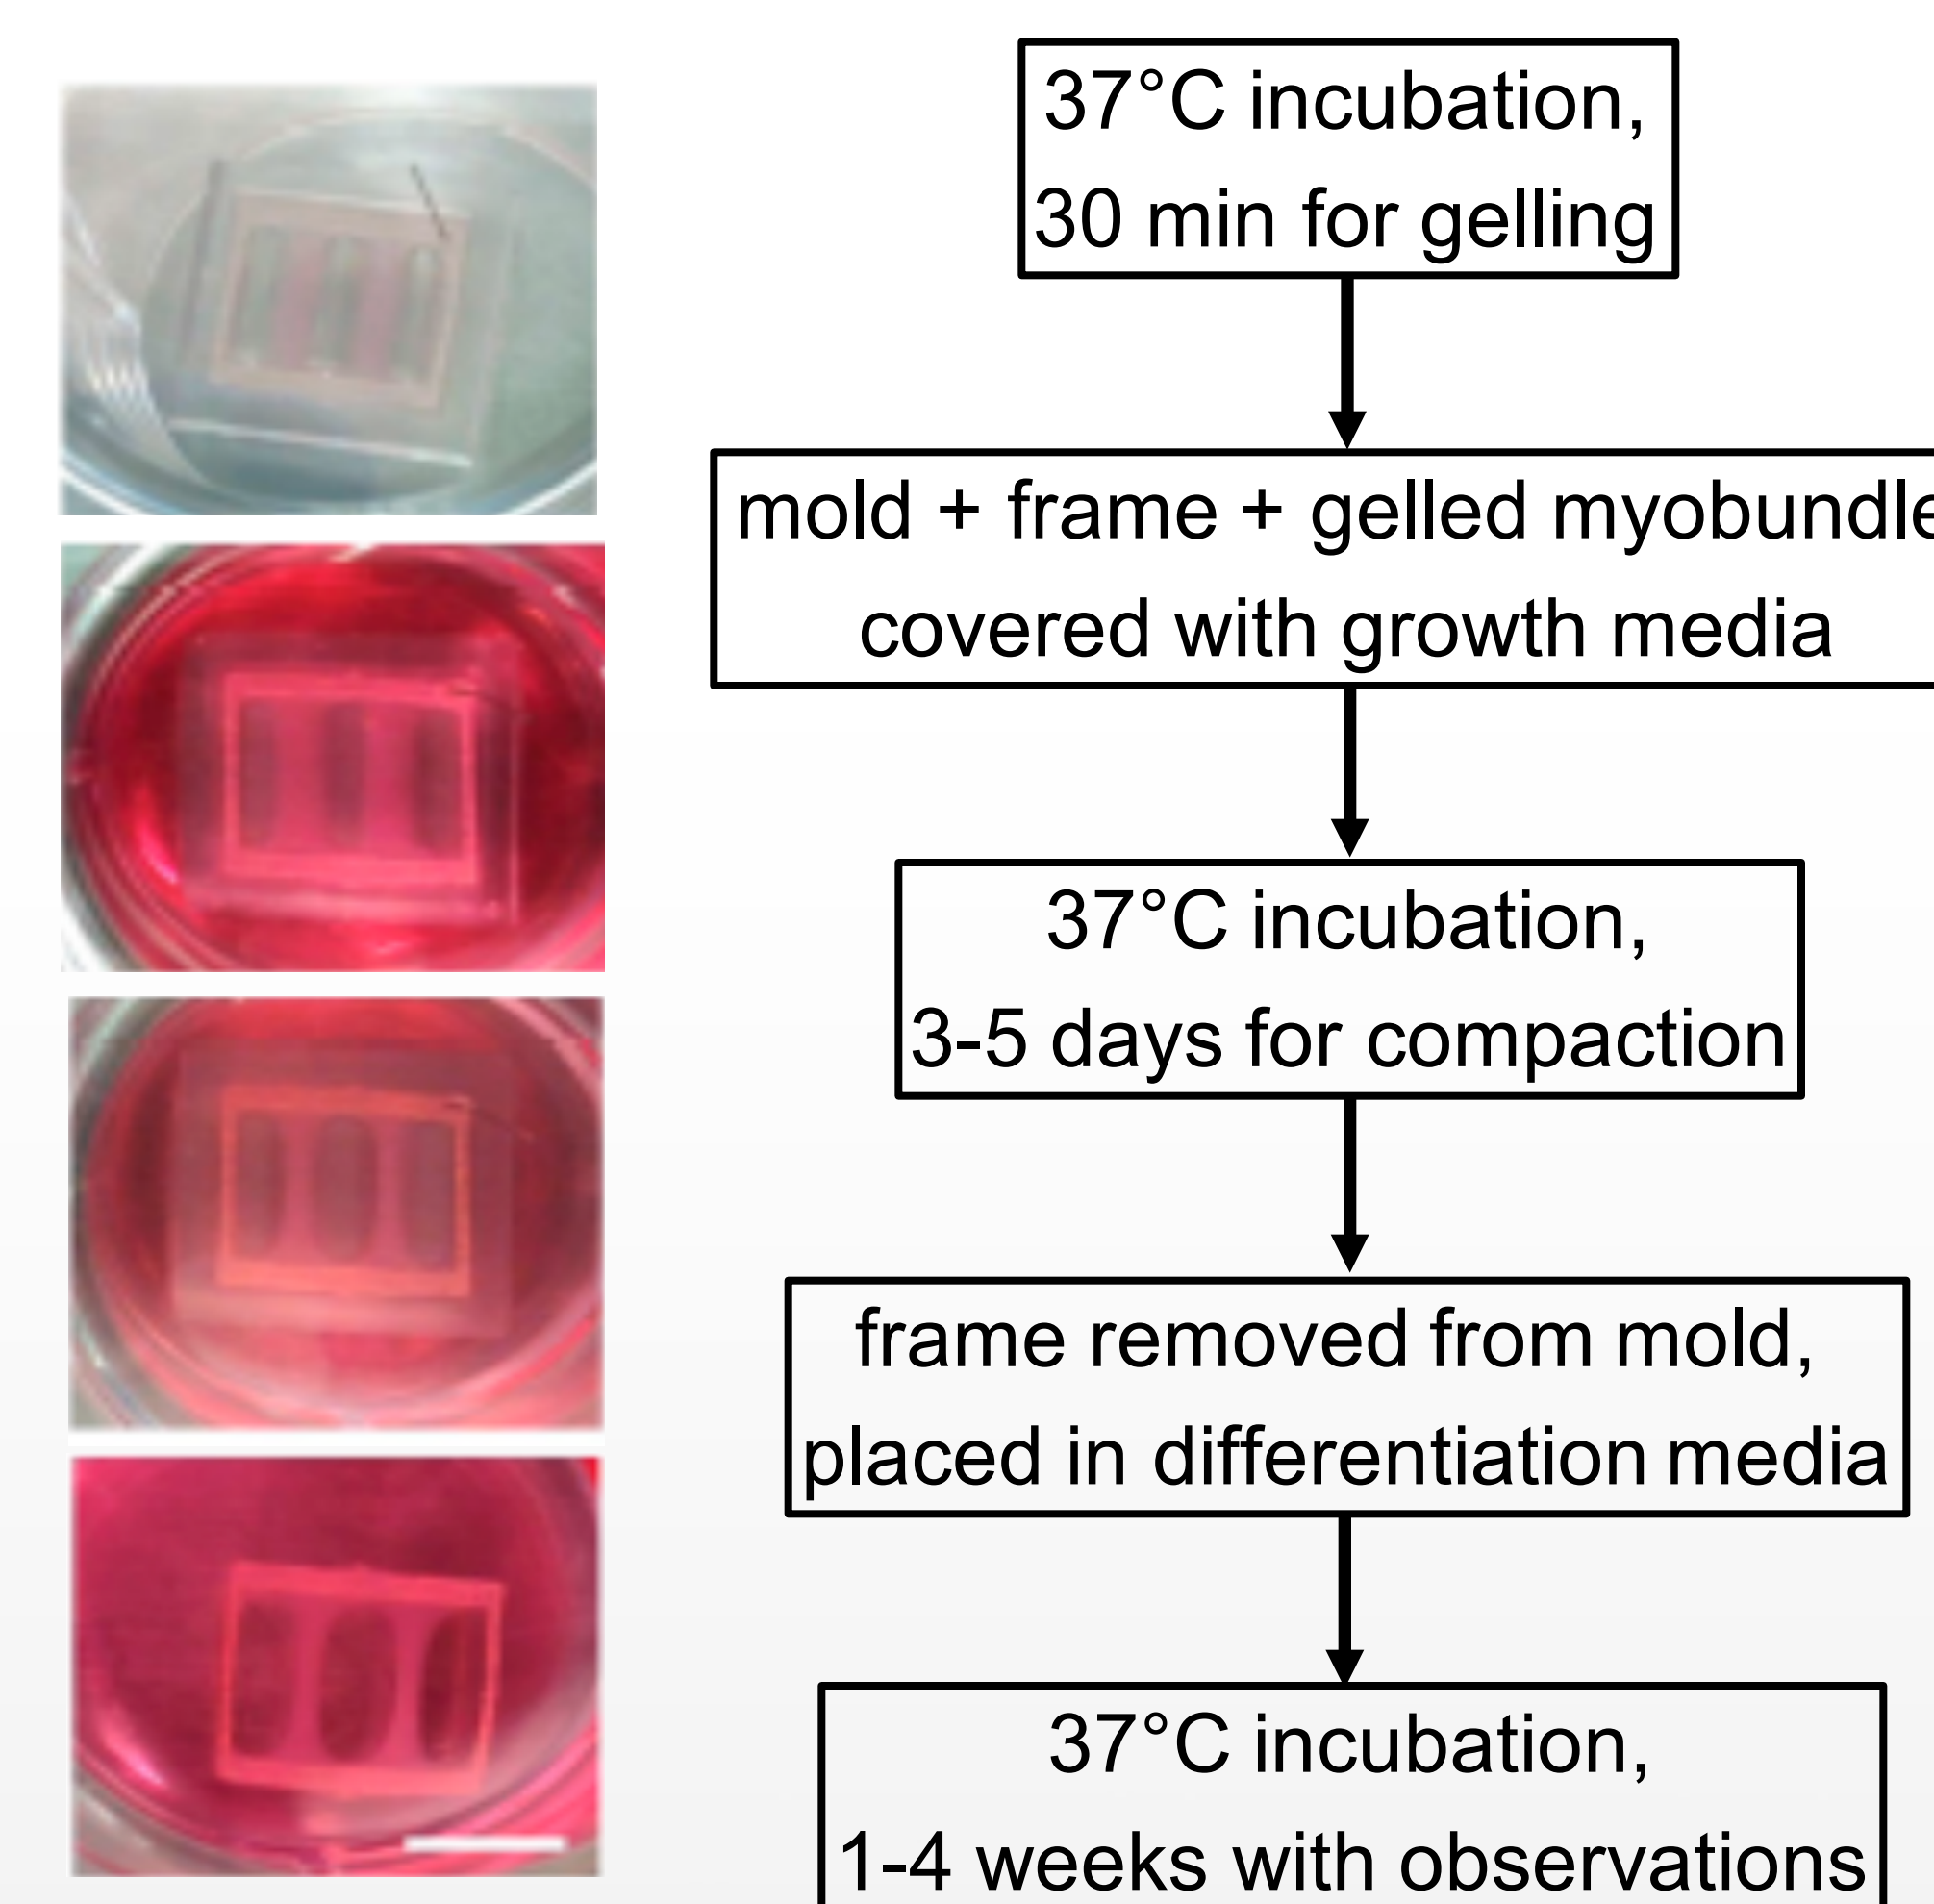 37°C incubation,
30 min for gelling
mold + frame + gelled myobundle
covered with growth media
37°C incubation,
3-5 days for compaction
frame removed from mold,
placed in differentiation media
37°C incubation,
1-4 weeks with observations